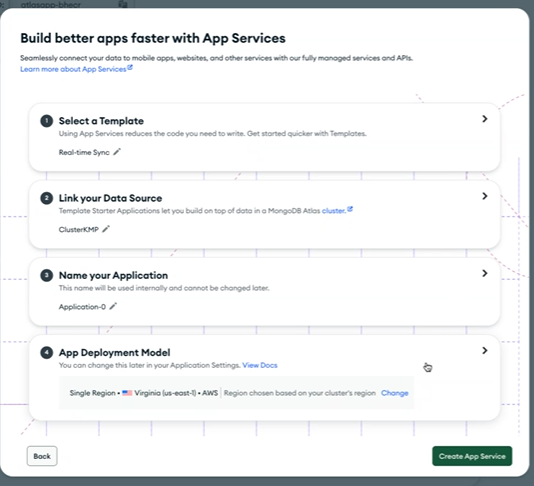 atlasapp-bheor
Build better apps faster with App Services
Seamlessly connect your data to mobile apps, websites, and other services with our fully managed services and APIs.
Learn more about App Services
1 Select a Template
Using App Services reduces the code you need to write. Get started quicker with Templates.
Real-time Sync
2 Link your Data Source
Template Starter Applications let you build on top of data in a MongoDB Atlas cluster.
ClusterKMP
3 Name your Application
This name will be used internally and cannot be changed later.
Application-0
4 App Deployment Model
You can change this later in your Application Settings. View Docs
Single Region • Virginia (us-east-1) • AWS | Region chosen based on your cluster's region Change
Back
Create App Service